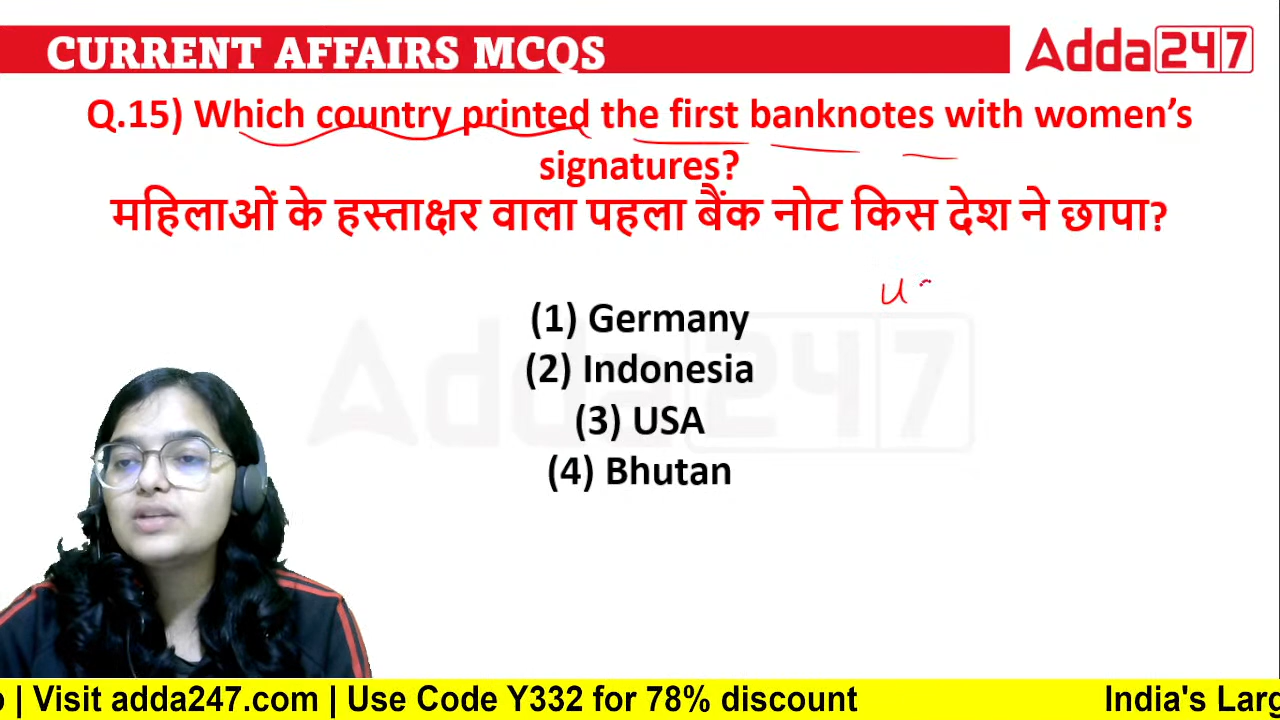 CURRENT AFFAIRS MCQS
Adda247
Q.15) Which country printed the first banknotes with women’s
signatures?
महिलाओं के हस्ताक्षर वाला पहला बैंक नोट किस देश ने छापा?
U
(1) Germany
(2) Indonesia
(3) USA
(4) Bhutan
Adda247
| Visit adda247.com | Use Code Y332 for 78% discount
India's Larg